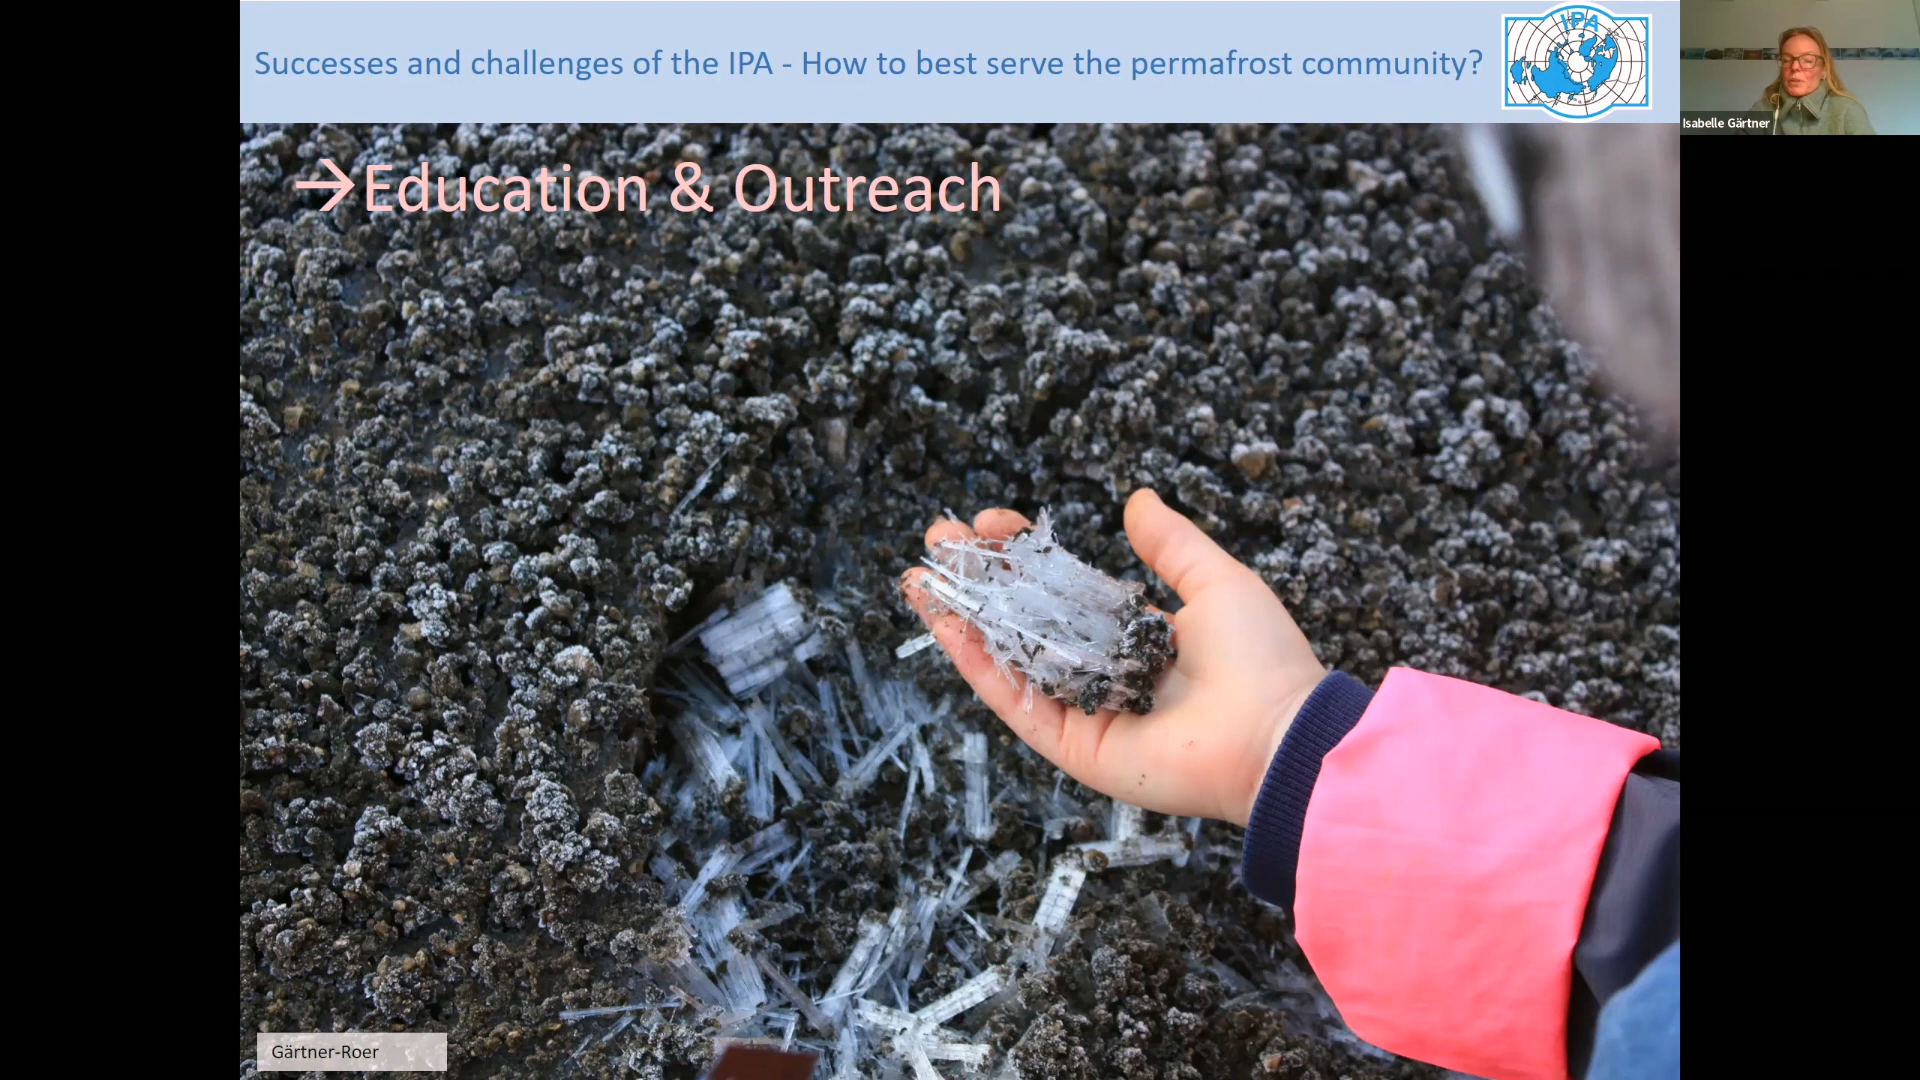 Successes and challenges of the IPA - How to best serve the permafrost community?
IPA
Isabelle Gärtner
→Education & Outreach
Gärtner-Roer